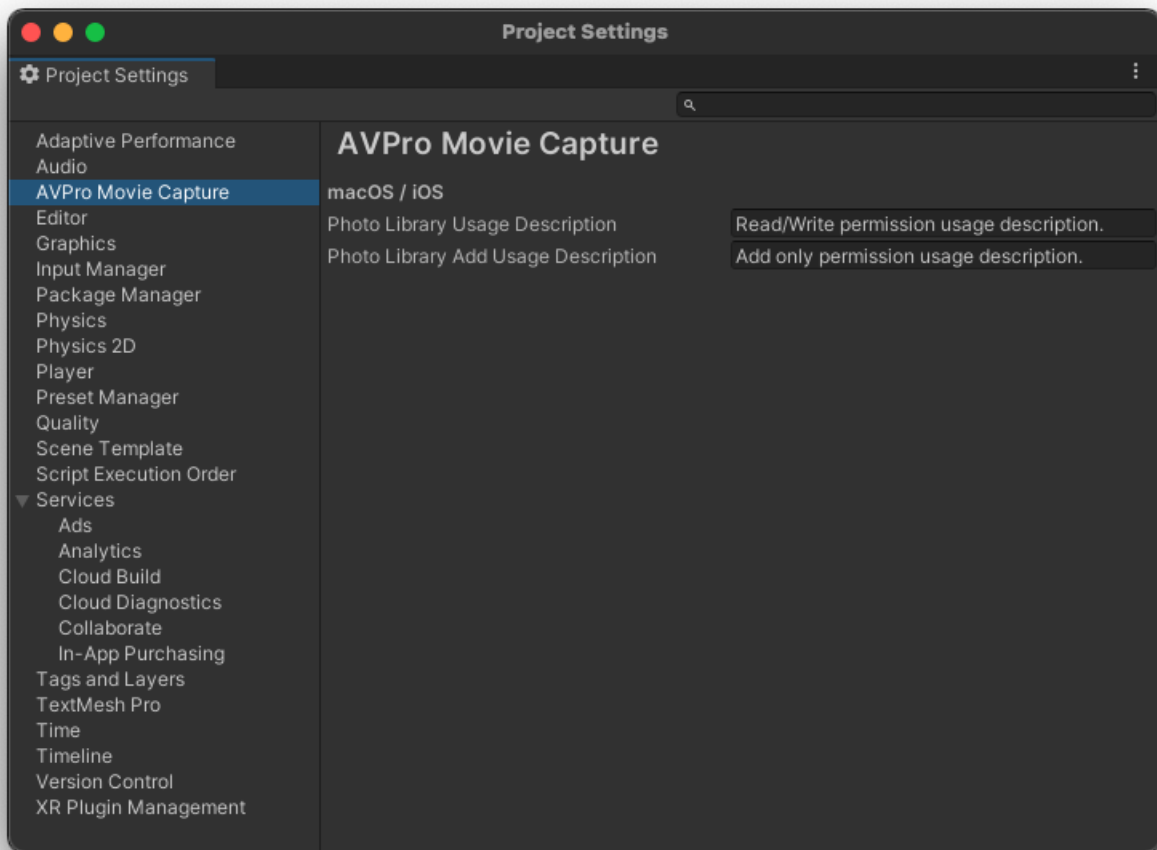 Project Settings
Project Settings
Adaptive Performance
Audio
AVPro Movie Capture
Editor
Graphics
Input Manager
Package Manager
Physics
Physics 2D
Player
Preset Manager
Quality
Scene Template
Script Execution Order
Services
Ads
Analytics
Cloud Build
Cloud Diagnostics
Collaborate
In-App Purchasing
Tags and Layers
TextMesh Pro
Time
Timeline
Version Control
XR Plugin Management
AVPro Movie Capture
macOS / iOS
Photo Library Usage Description Read/Write permission usage description.
Photo Library Add Usage Description Add only permission usage description.